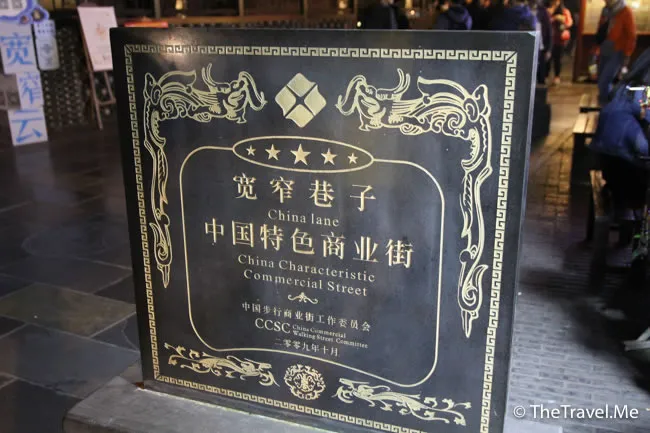 宽
窄
云
宽窄巷子
China lane
中国特色商业街
China Characteristic
Commercial Street
中国步行商业街工作委员会
CCSC China Commercial
Walking Street Committee
二零零九年十月
© TheTravel.Me